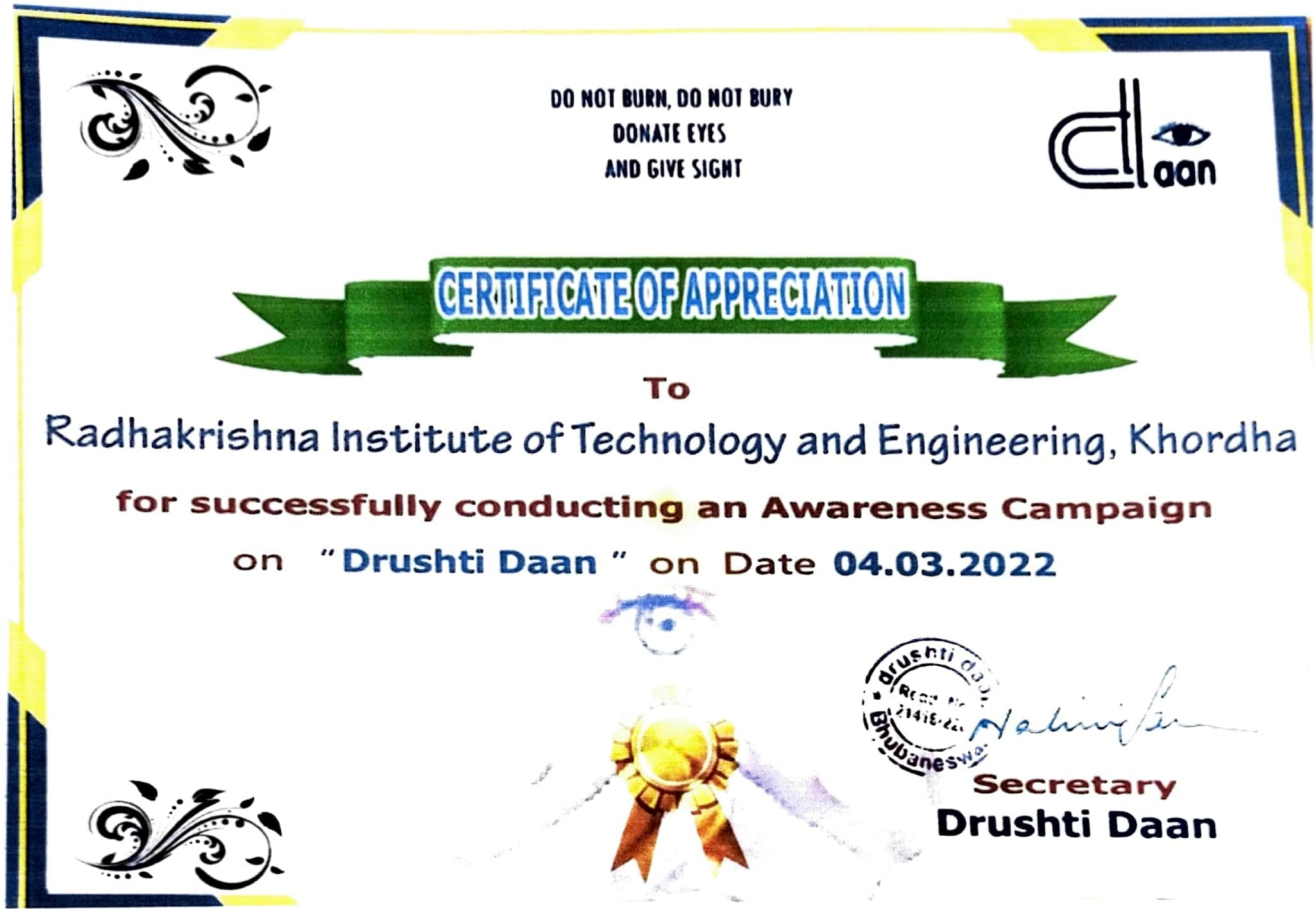 DO NOT BURN, DO NOT BURY
DONATE EYES
AND GIVE SIGHT
daan
CERTIFICATE OF APPRECIATION
To
Radhakrishna Institute of Technology and Engineering, Khordha
for successfully conducting an Awareness Campaign
on "Drushti Daan" on Date 04.03.2022
drushti daan
Bhubaneswar
Secretary
Drushti Daan